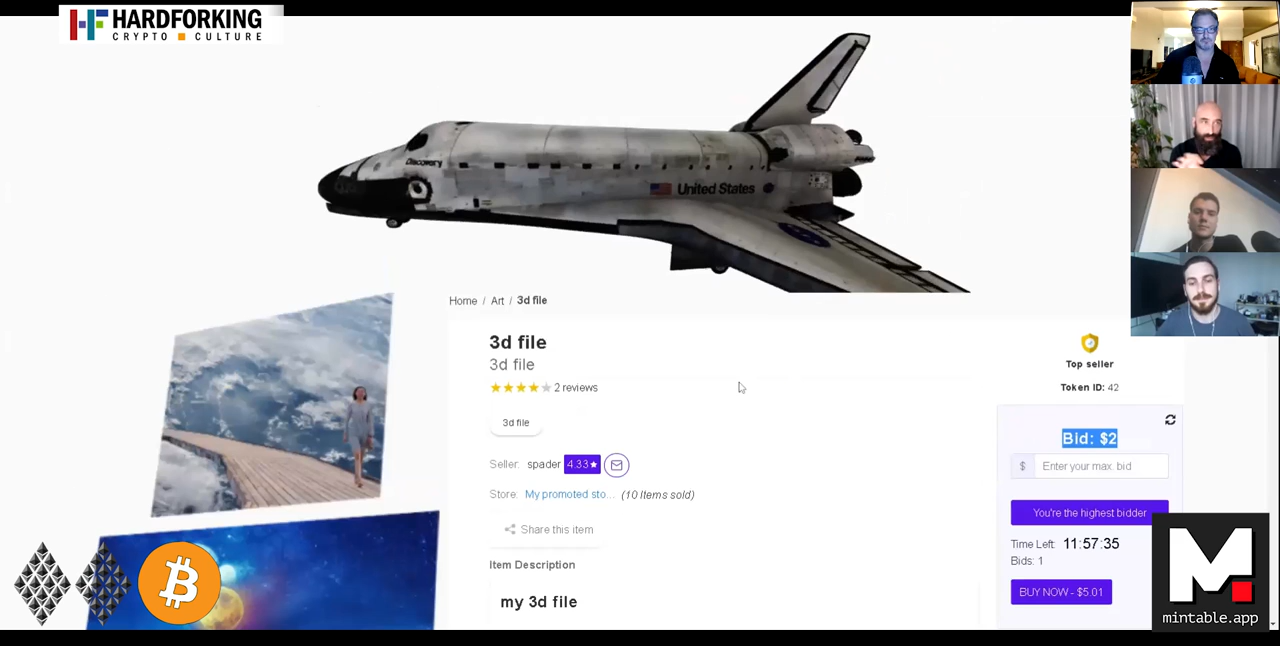 HARDFORKING
CRYPTO CULTURE
Discovery
United States
Home / Art / 3d file
3d file
3d file
2 reviews
3d file
Seller: spader 4.33★
Store: My promoted sto... (10 Items sold)
Share this item
Item Description
my 3d file
Top seller
Token ID: 42
Bid: $2
$ Enter your max. bid
You're the highest bidder
Time Left: 11:57:35
Bids: 1
BUY NOW - $5.01
mintable.app